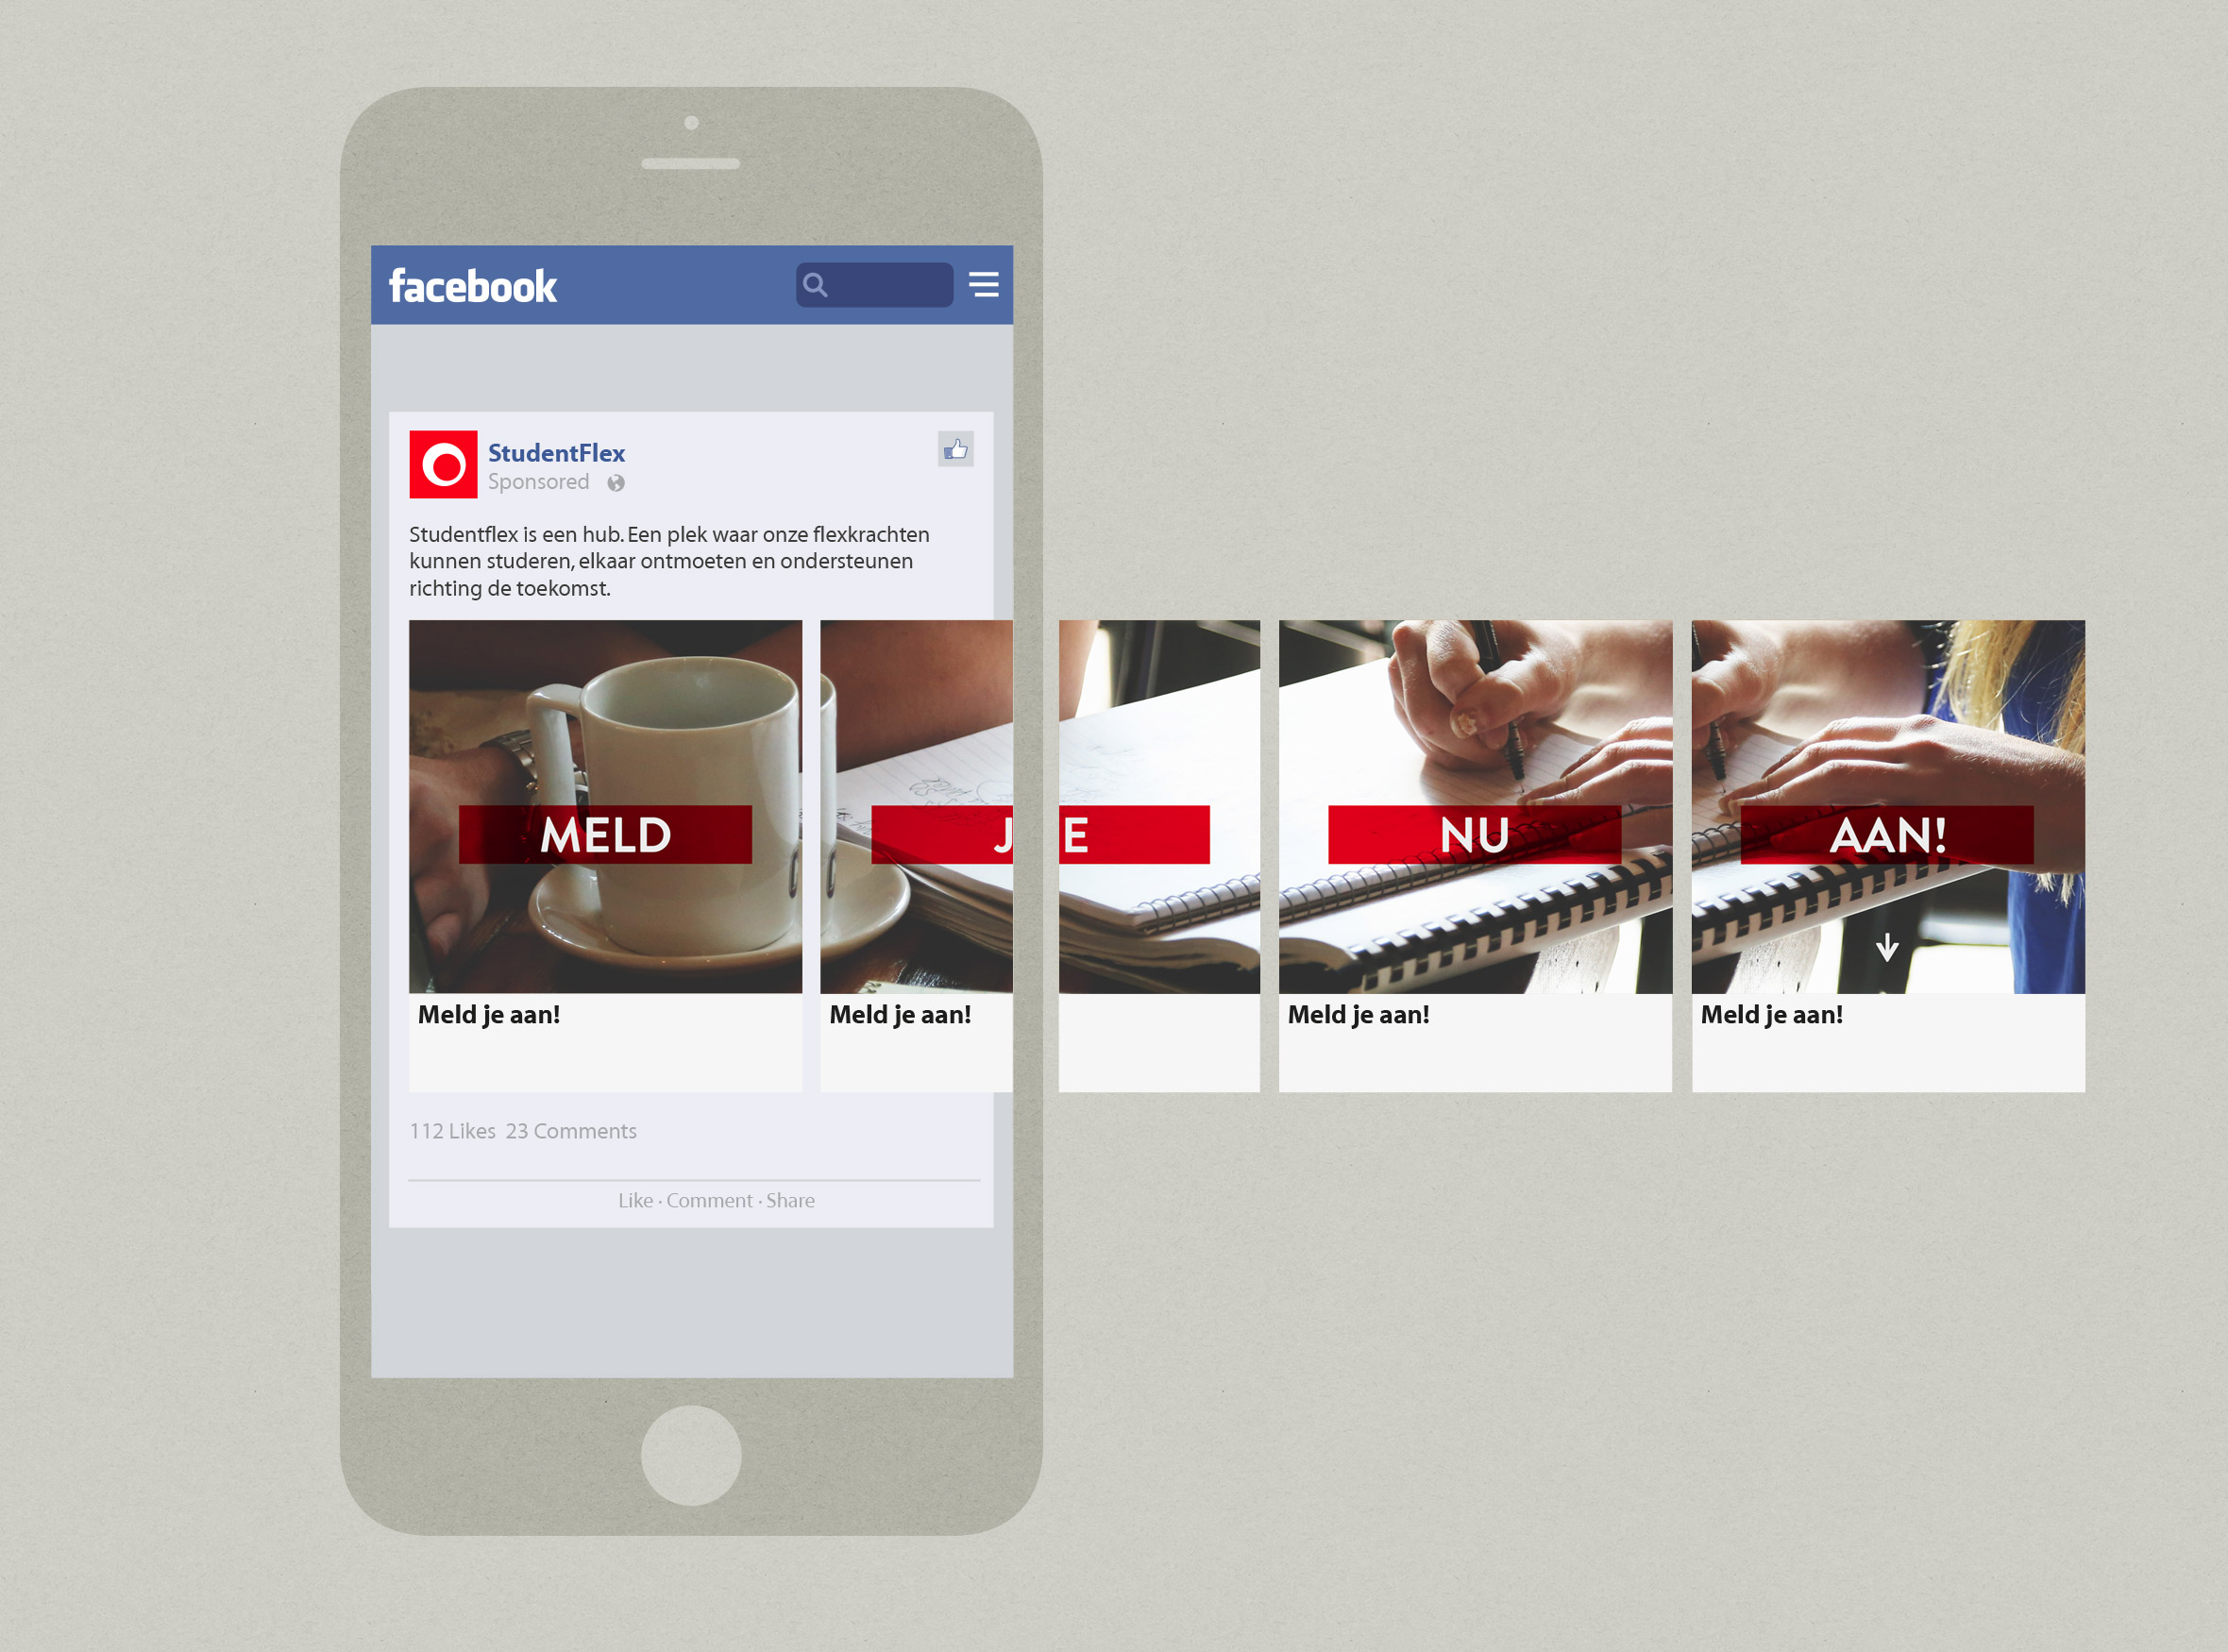 facebook
StudentFlex
Sponsored
Studentflex is een hub. Een plek waar onze flexkrachten
kunnen studeren, elkaar ontmoeten en ondersteunen
richting de toekomst.
MELD
JE
NU
AAN!
Meld je aan!
Meld je aan!
Meld je aan!
Meld je aan!
112 Likes 23 Comments
Like · Comment · Share